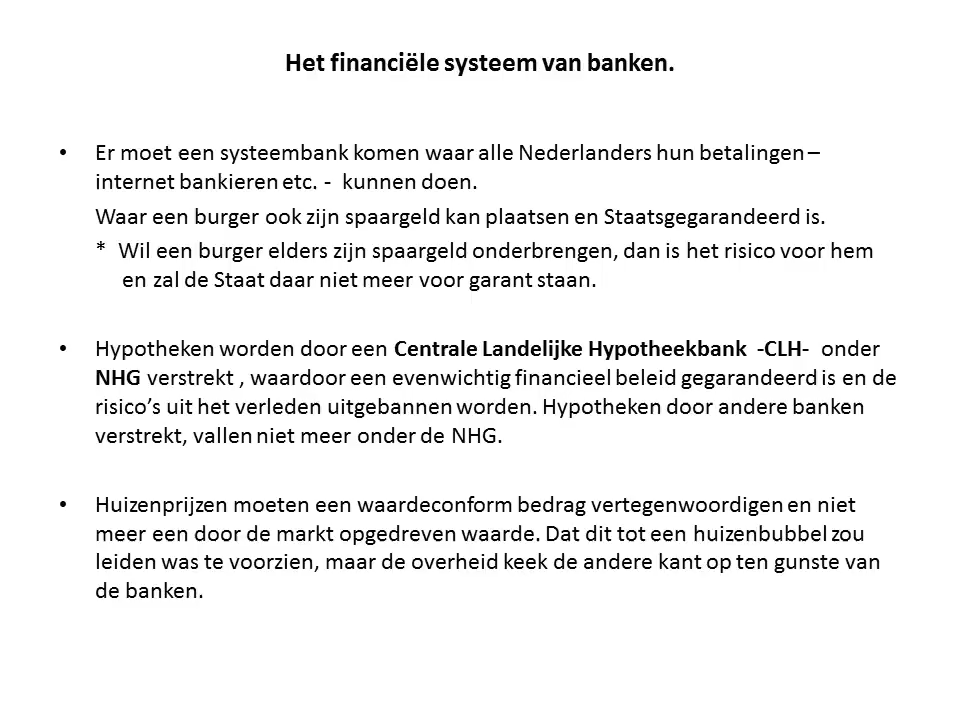 Het financiële systeem van banken.
• Er moet een systeembank komen waar alle Nederlanders hun betalingen –
internet bankieren etc. - kunnen doen.
Waar een burger ook zijn spaargeld kan plaatsen en Staatsgegarandeerd is.
* Wil een burger elders zijn spaargeld onderbrengen, dan is het risico voor hem
en zal de Staat daar niet meer voor garant staan.
• Hypotheken worden door een Centrale Landelijke Hypotheekbank -CLH- onder
NHG verstrekt , waardoor een evenwichtig financieel beleid gegarandeerd is en de
risico’s uit het verleden uitgebannen worden. Hypotheken door andere banken
verstrekt, vallen niet meer onder de NHG.
• Huizenprijzen moeten een waardeconform bedrag vertegenwoordigen en niet
meer een door de markt opgedreven waarde. Dat dit tot een huizenbubbel zou
leiden was te voorzien, maar de overheid keek de andere kant op ten gunste van
de banken.